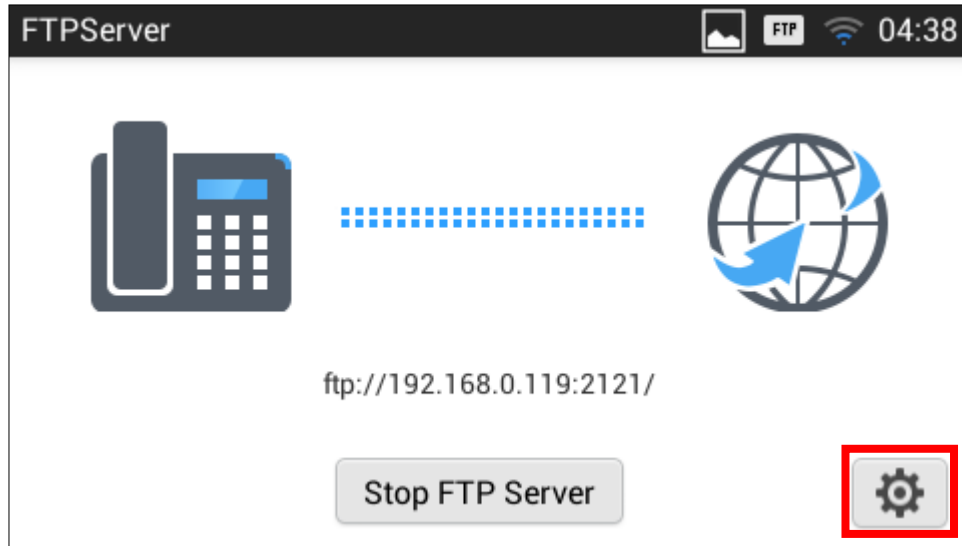 FTPServer
FTP
04:38
ftp://192.168.0.119:2121/
Stop FTP Server